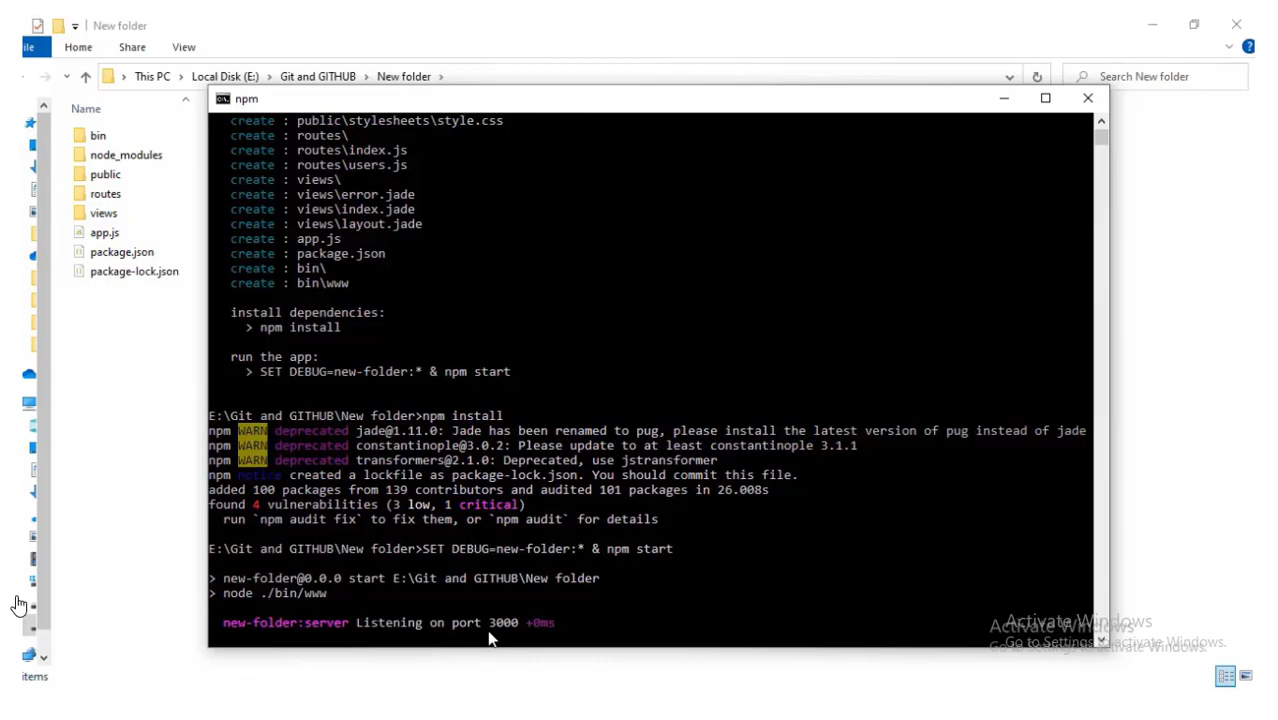 New folder
ile Home Share View
This PC > Local Disk (E:) > Git and GITHUB > New folder >
Search New folder
Name
bin
node_modules
public
routes
views
app.js
package.json
package-lock.json
npm
create : public\stylesheets\style.css
create : routes\
create : routes\index.js
create : routes\users.js
create : views\
create : views\error.jade
create : views\index.jade
create : views\layout.jade
create : app.js
create : package.json
create : bin\
create : bin\www
install dependencies:
> npm install
run the app:
> SET DEBUG=new-folder:* & npm start
E:\Git and GITHUB\New folder>npm install
npm WARN deprecated jade@1.11.0: Jade has been renamed to pug, please install the latest version of pug instead of jade
npm WARN deprecated constantinople@3.0.2: Please update to at least constantinople 3.1.1
npm WARN deprecated transformers@2.1.0: Deprecated, use jstransformer
npm notice created a lockfile as package-lock.json. You should commit this file.
added 100 packages from 139 contributors and audited 101 packages in 26.008s
found 4 vulnerabilities (3 low, 1 critical)
run `npm audit fix` to fix them, or `npm audit` for details
E:\Git and GITHUB\New folder>SET DEBUG=new-folder:* & npm start
> new-folder@0.0.0 start E:\Git and GITHUB\New folder
> node ./bin/www
new-folder:server Listening on port 3000 +0ms
Activate Windows
Activate Windows
Go to Settings to activate Windows.
items